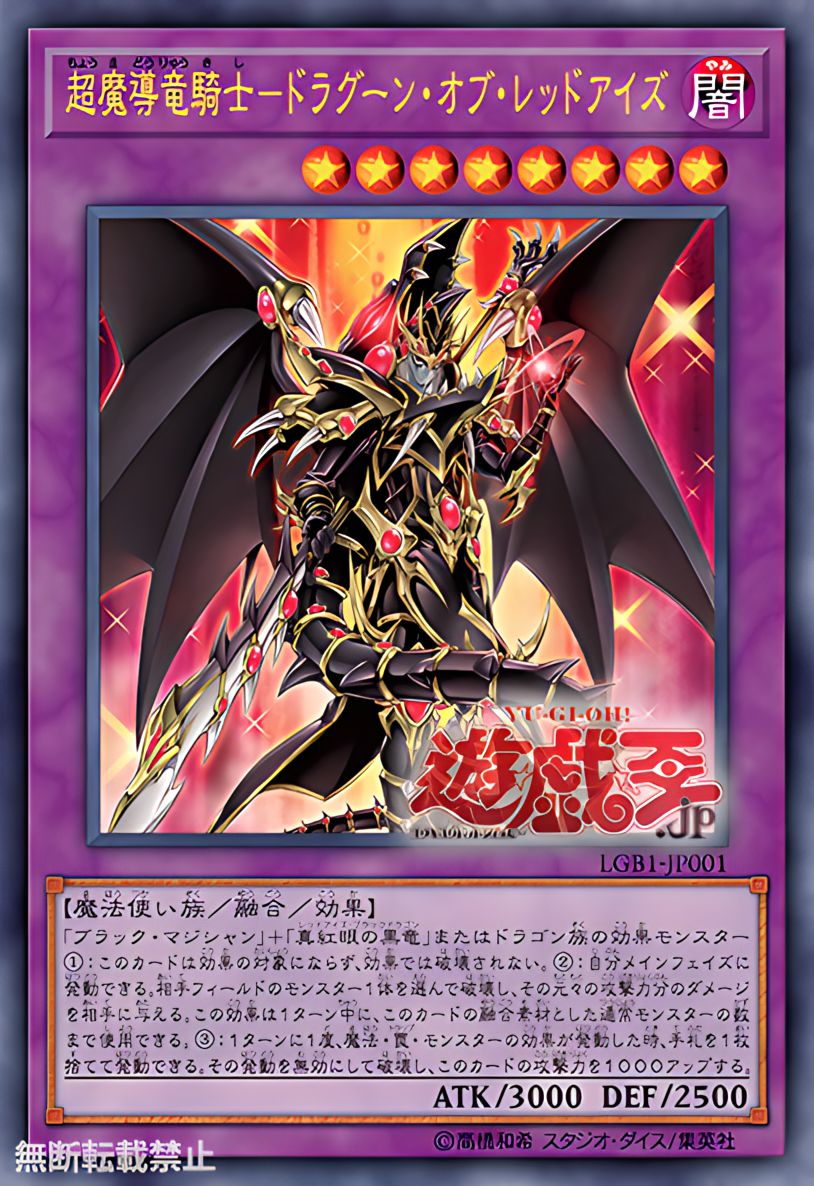 超魔導竜騎士-ドラグーン・オブ・レッドアイズ
やみ
闇
YU-GI-OH!
遊戯王
.jp
LGB1-JP001
【魔法使い族/融合/効果】
「ブラック・マジシャン」+「真紅眼の黒竜」またはドラゴン族の効果モンスター
①:このカードは効果の対象にならず、効果では破壊されない。②:自分メインフェイズに
発動できる。相手フィールドのモンスター1体を選んで破壊し、その元々の攻撃力分のダメージ
を相手に与える。この効果は1ターン中に、このカードの融合素材とした通常モンスターの数
まで使用できる。③:1ターンに1度、魔法・罠・モンスターの効果が発動した時、手札を1枚
捨てて発動できる。その発動を無効にして破壊し、このカードの攻撃力を1000アップする。
ATK/3000 DEF/2500
©高橋和希 スタジオ・ダイス/集英社
無断転載禁止